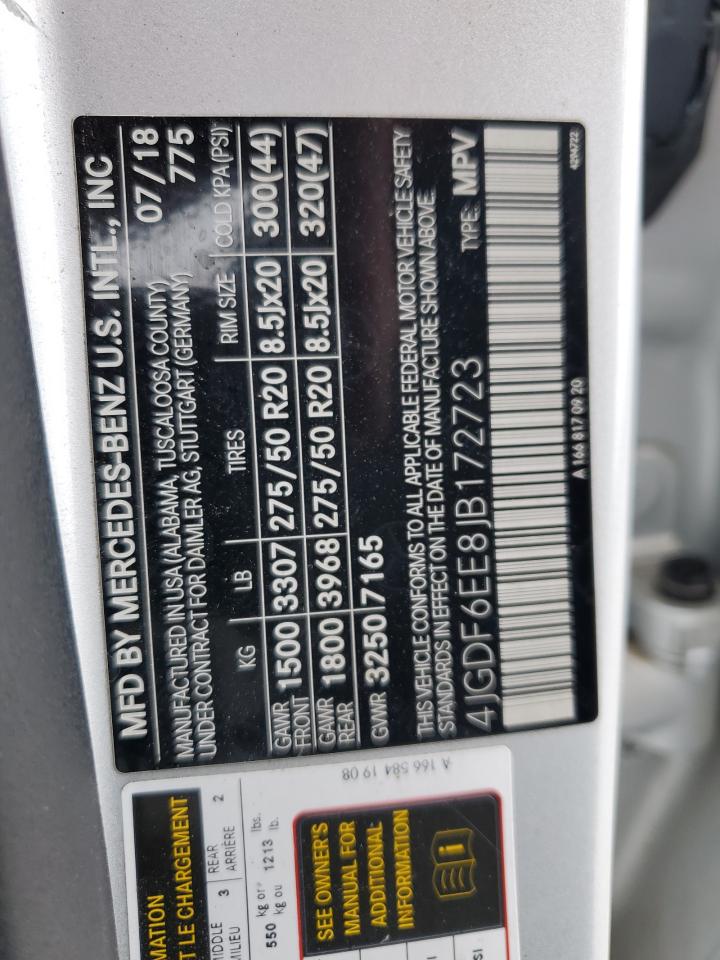 MFD BY MERCEDES-BENZ U.S. INTL., INC
MANUFACTURED IN USA (ALABAMA, TUSCALOOSA COUNTY) 07/18
UNDER CONTRACT FOR DAIMLER AG, STUTTGART (GERMANY) 775
KG LB TIRES RIM SIZE COLD KPA(PSI)
GAWR FRONT 1500 3307 275/50 R20 8.5Jx20 300(44)
GAWR REAR 1800 3968 275/50 R20 8.5Jx20 320(47)
GVWR 3250 7165
THIS VEHICLE CONFORMS TO ALL APPLICABLE FEDERAL MOTOR VEHICLE SAFETY
STANDARDS IN EFFECT ON THE DATE OF MANUFACTURE SHOWN ABOVE.
4JGDF6EE8JB172723 TYPE: MPV
A 166 817 09 20 4294722
A 166 584 19 08
T LE CHARGEMENT
3 REAR 2
ARRIÈRE
550 kg or 1213 lbs.
kg ou lb.
SEE OWNER'S
MANUAL FOR
ADDITIONAL
INFORMATION